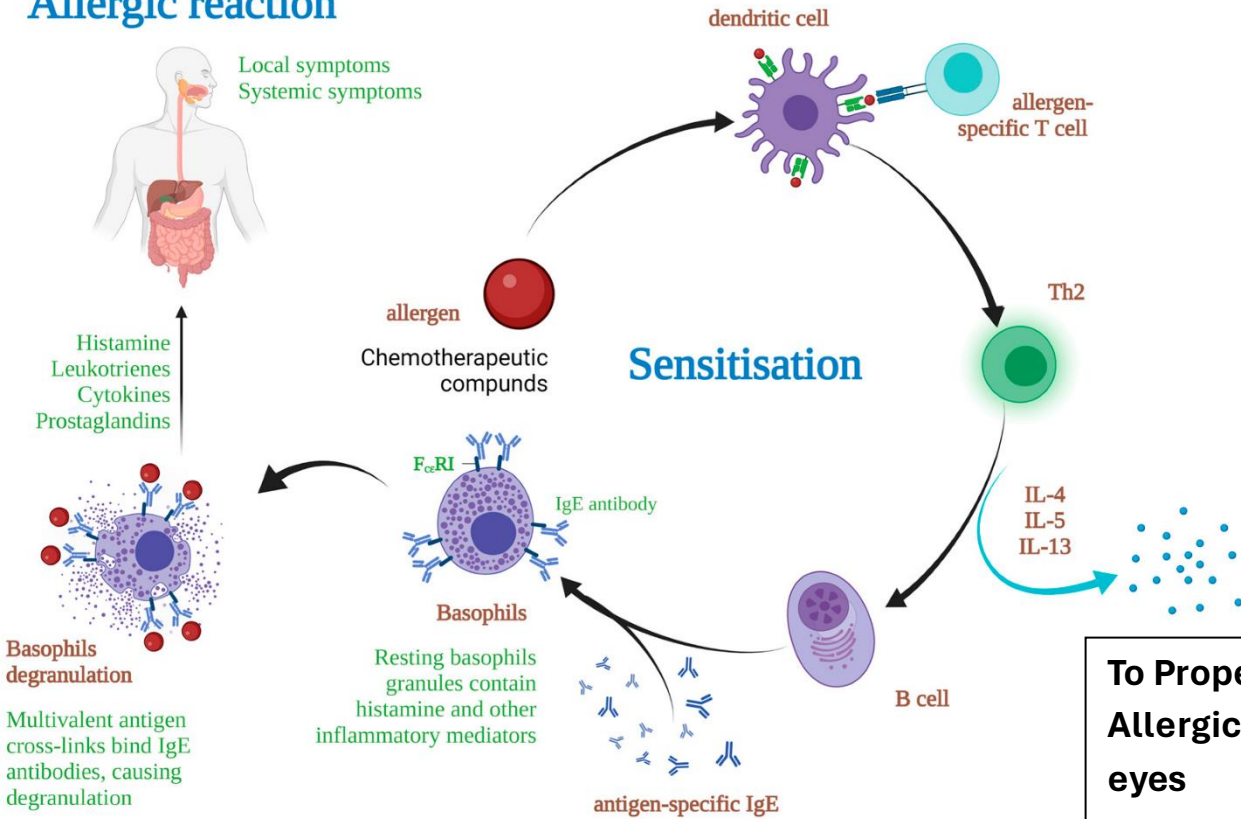 Allergic reaction
Local symptoms
Systemic symptoms
dendritic cell
allergen-
specific T cell
Th2
allergen
Chemotherapeutic
compunds
Sensitisation
Histamine
Leukotrienes
Cytokines
Prostaglandins
FcεRI
IgE antibody
IL-4
IL-5
IL-13
Basophils
Resting basophils
granules contain
histamine and other
inflammatory mediators
B cell
antigen-specific IgE
Basophils
degranulation
Multivalent antigen
cross-links bind IgE
antibodies, causing
degranulation
To Prope
Allergic
eyes